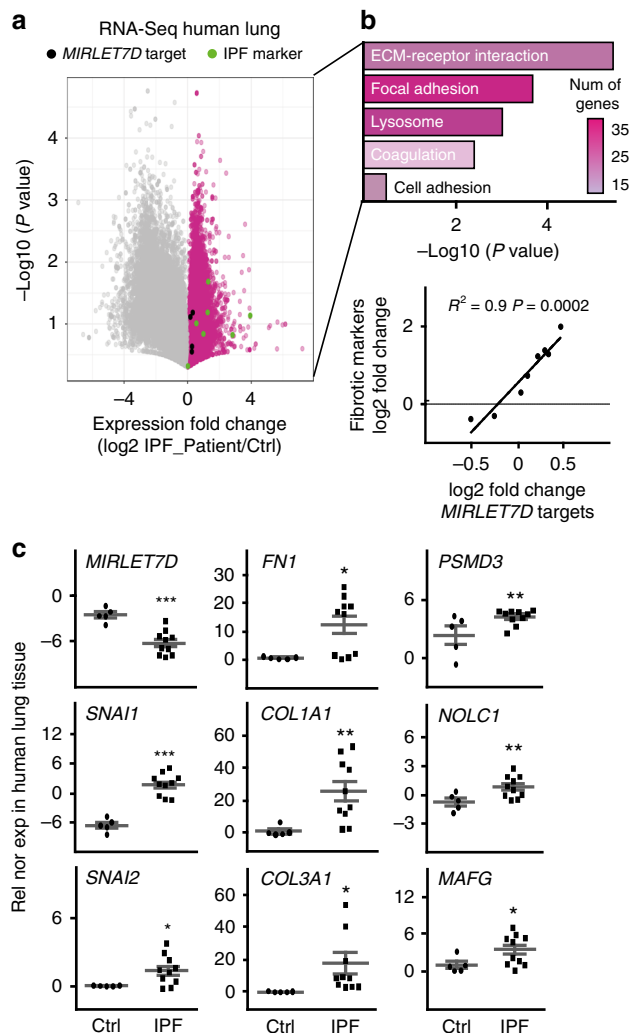 a
RNA-Seq human lung
MIRLET7D target
IPF marker
4
3
2
1
−Log10 (P value)
−4
0
4
Expression fold change
(log2 IPF_Patient/Ctrl)
b
ECM-receptor interaction
Focal adhesion
Lysosome
Coagulation
Cell adhesion
Num of
genes
35
25
15
2
4
−Log10 (P value)
R² = 0.9 P = 0.0002
Fibrotic markers
log2 fold change
2
0
−0.5
0
0.5
log2 fold change
MIRLET7D targets
c
Rel nor exp in human lung tissue
MIRLET7D
***
0
−6
FN1
*
30
20
10
0
PSMD3
**
6
0
SNAI1
***
12
6
0
−6
COL1A1
**
60
40
20
0
NOLC1
**
6
3
0
−3
SNAI2
*
6
0
COL3A1
*
60
40
20
0
MAFG
*
12
6
0
Ctrl IPF
Ctrl IPF
Ctrl IPF